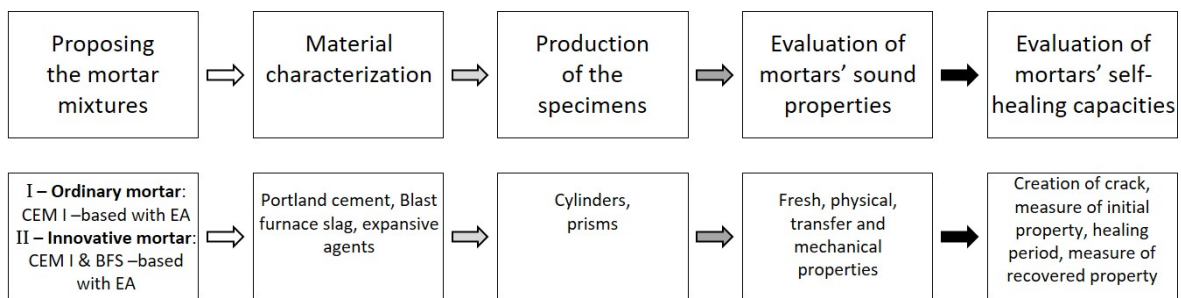 Proposing
the mortar
mixtures
Material
characterization
Production
of the
specimens
Evaluation of
mortars’ sound
properties
Evaluation of
mortars’ self-
healing capacities
I – Ordinary mortar:
CEM I –based with EA
II – Innovative mortar:
CEM I & BFS –based
with EA
Portland cement, Blast
furnace slag, expansive
agents
Cylinders,
prisms
Fresh, physical,
transfer and
mechanical
properties
Creation of crack,
measure of initial
property, healing
period, measure of
recovered property